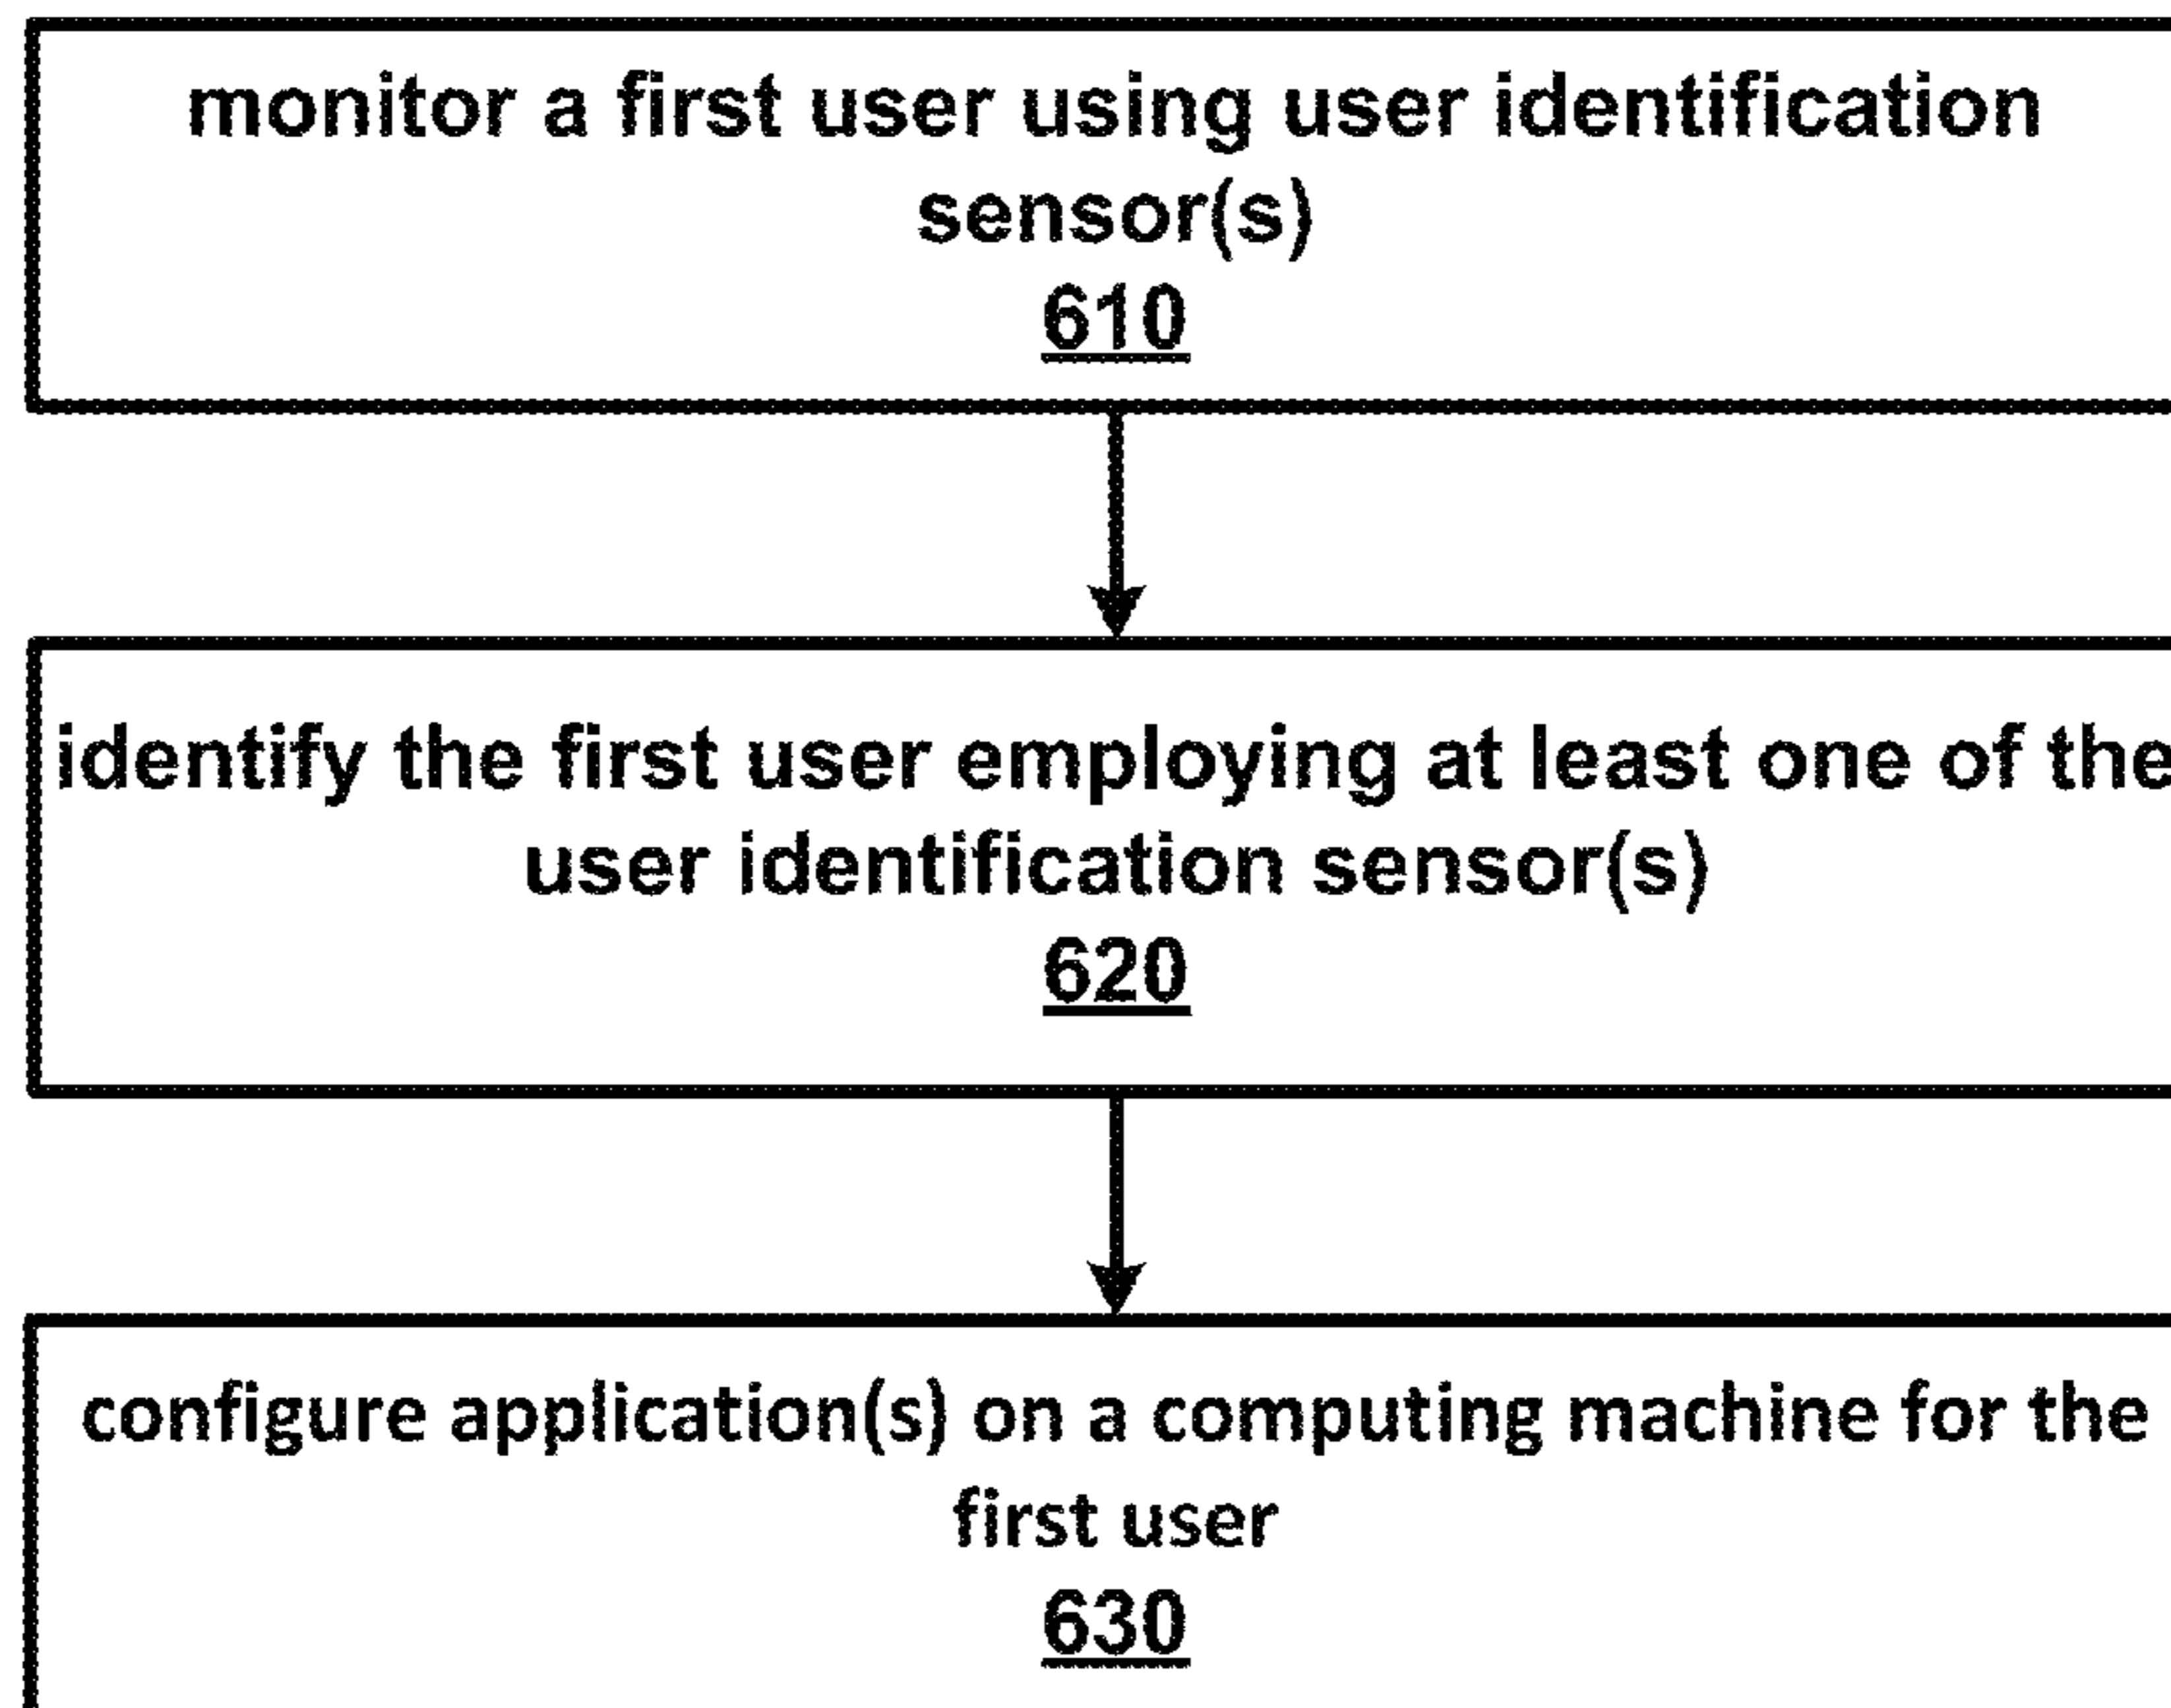 monitor a first user using user identification
sensor(s)
610
identify the first user employing at least one of the
user identification sensor(s)
620
configure application(s) on a computing machine for the
first user
630